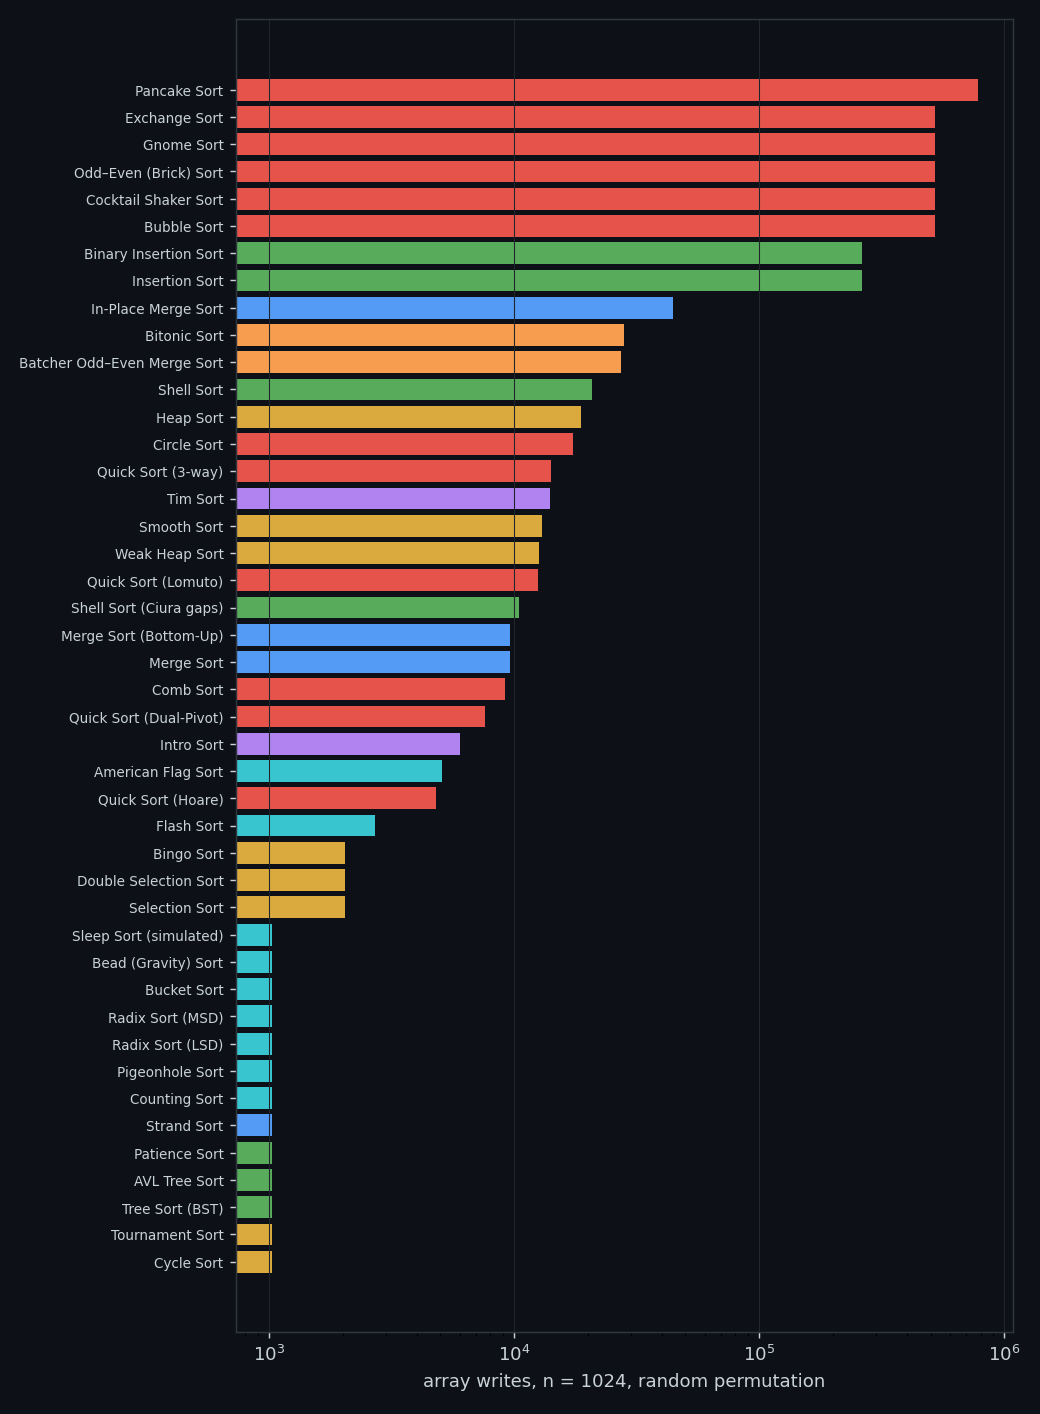 Pancake Sort
Exchange Sort
Gnome Sort
Odd–Even (Brick) Sort
Cocktail Shaker Sort
Bubble Sort
Binary Insertion Sort
Insertion Sort
In-Place Merge Sort
Bitonic Sort
Batcher Odd–Even Merge Sort
Shell Sort
Heap Sort
Circle Sort
Quick Sort (3-way)
Tim Sort
Smooth Sort
Weak Heap Sort
Quick Sort (Lomuto)
Shell Sort (Ciura gaps)
Merge Sort (Bottom-Up)
Merge Sort
Comb Sort
Quick Sort (Dual-Pivot)
Intro Sort
American Flag Sort
Quick Sort (Hoare)
Flash Sort
Bingo Sort
Double Selection Sort
Selection Sort
Sleep Sort (simulated)
Bead (Gravity) Sort
Bucket Sort
Radix Sort (MSD)
Radix Sort (LSD)
Pigeonhole Sort
Counting Sort
Strand Sort
Patience Sort
AVL Tree Sort
Tree Sort (BST)
Tournament Sort
Cycle Sort
10³ 10⁴ 10⁵ 10⁶
array writes, n = 1024, random permutation